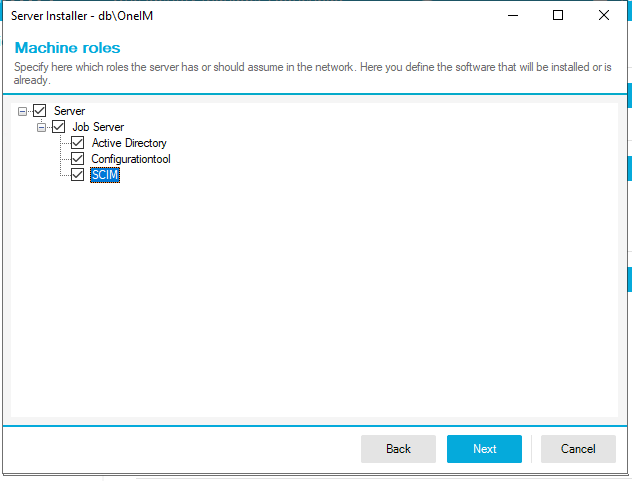 Server Installer - db\OneIM
Machine roles
Specify here which roles the server has or should assume in the network. Here you define the software that will be installed or is
already.
Server
Job Server
Active Directory
Configurationtool
SCIM
Back Next Cancel